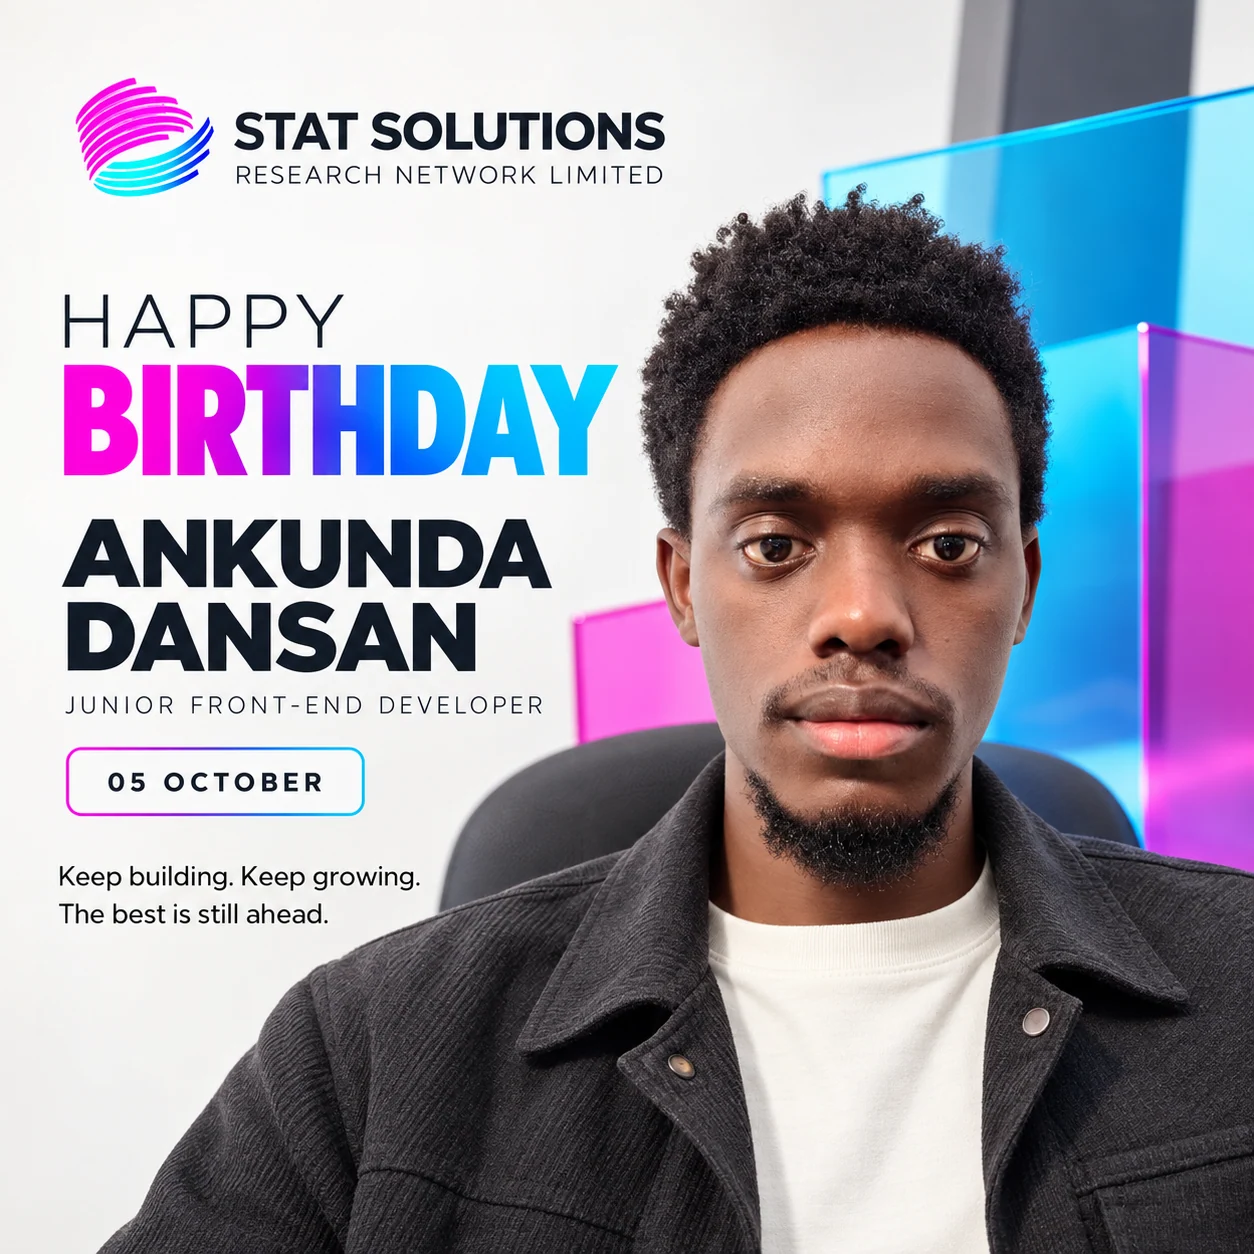 STAT SOLUTIONS
RESEARCH NETWORK LIMITED
HAPPY
BIRTHDAY
ANKUNDA
DANSAN
JUNIOR FRONT-END DEVELOPER
05 OCTOBER
Keep building. Keep growing.
The best is still ahead.